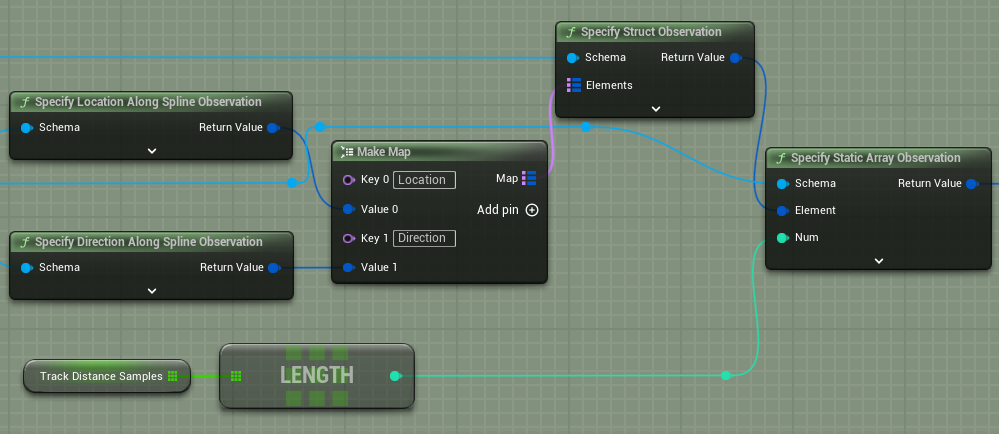 f Specify Struct Observation
Schema Return Value
Elements
f Specify Location Along Spline Observation
Schema Return Value
Make Map
Key 0 Location Map
Value 0 Add pin
Key 1 Direction
Value 1
f Specify Direction Along Spline Observation
Schema Return Value
f Specify Static Array Observation
Schema Return Value
Element
Num
Track Distance Samples
LENGTH